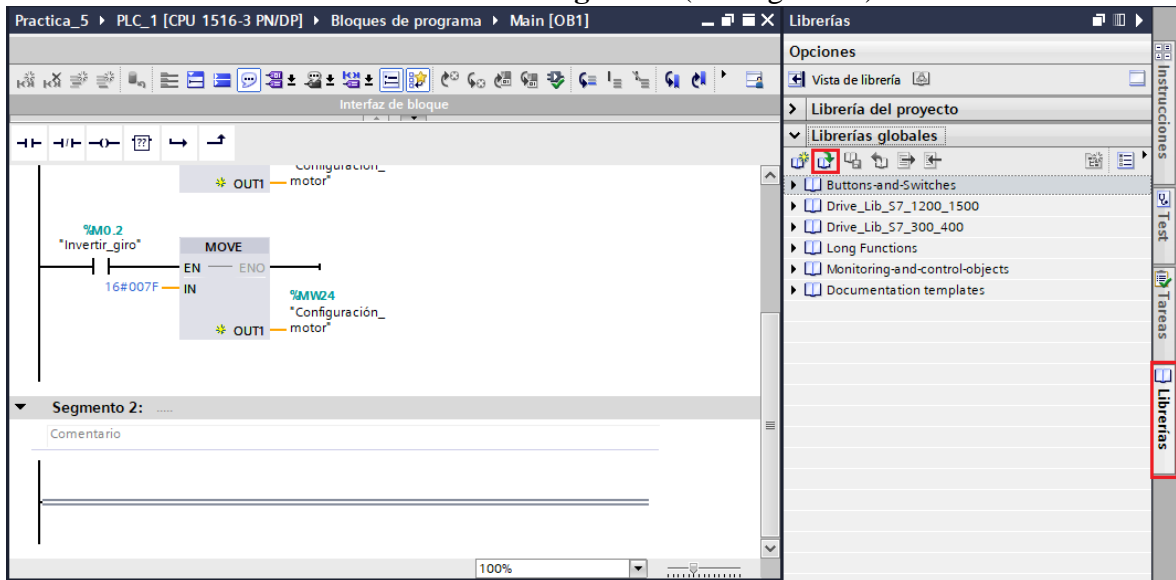 Practica_5 ▸ PLC_1 [CPU 1516-3 PN/DP] ▸ Bloques de programa ▸ Main [OB1]
Interfaz de bloque
??
"Configuración_
OUT1
motor"
%M0.2
"Invertir_giro"
MOVE
EN
ENO
16#007F
IN
%MW24
"Configuración_
OUT1
motor"
Segmento 2: .....
Comentario
100%
Librerías
Opciones
Vista de librería
Librería del proyecto
Librerías globales
Buttons-and-Switches
Drive_Lib_S7_1200_1500
Drive_Lib_S7_300_400
Long Functions
Monitoring-and-control-objects
Documentation templates
Instrucciones
Test
Tareas
Librerías